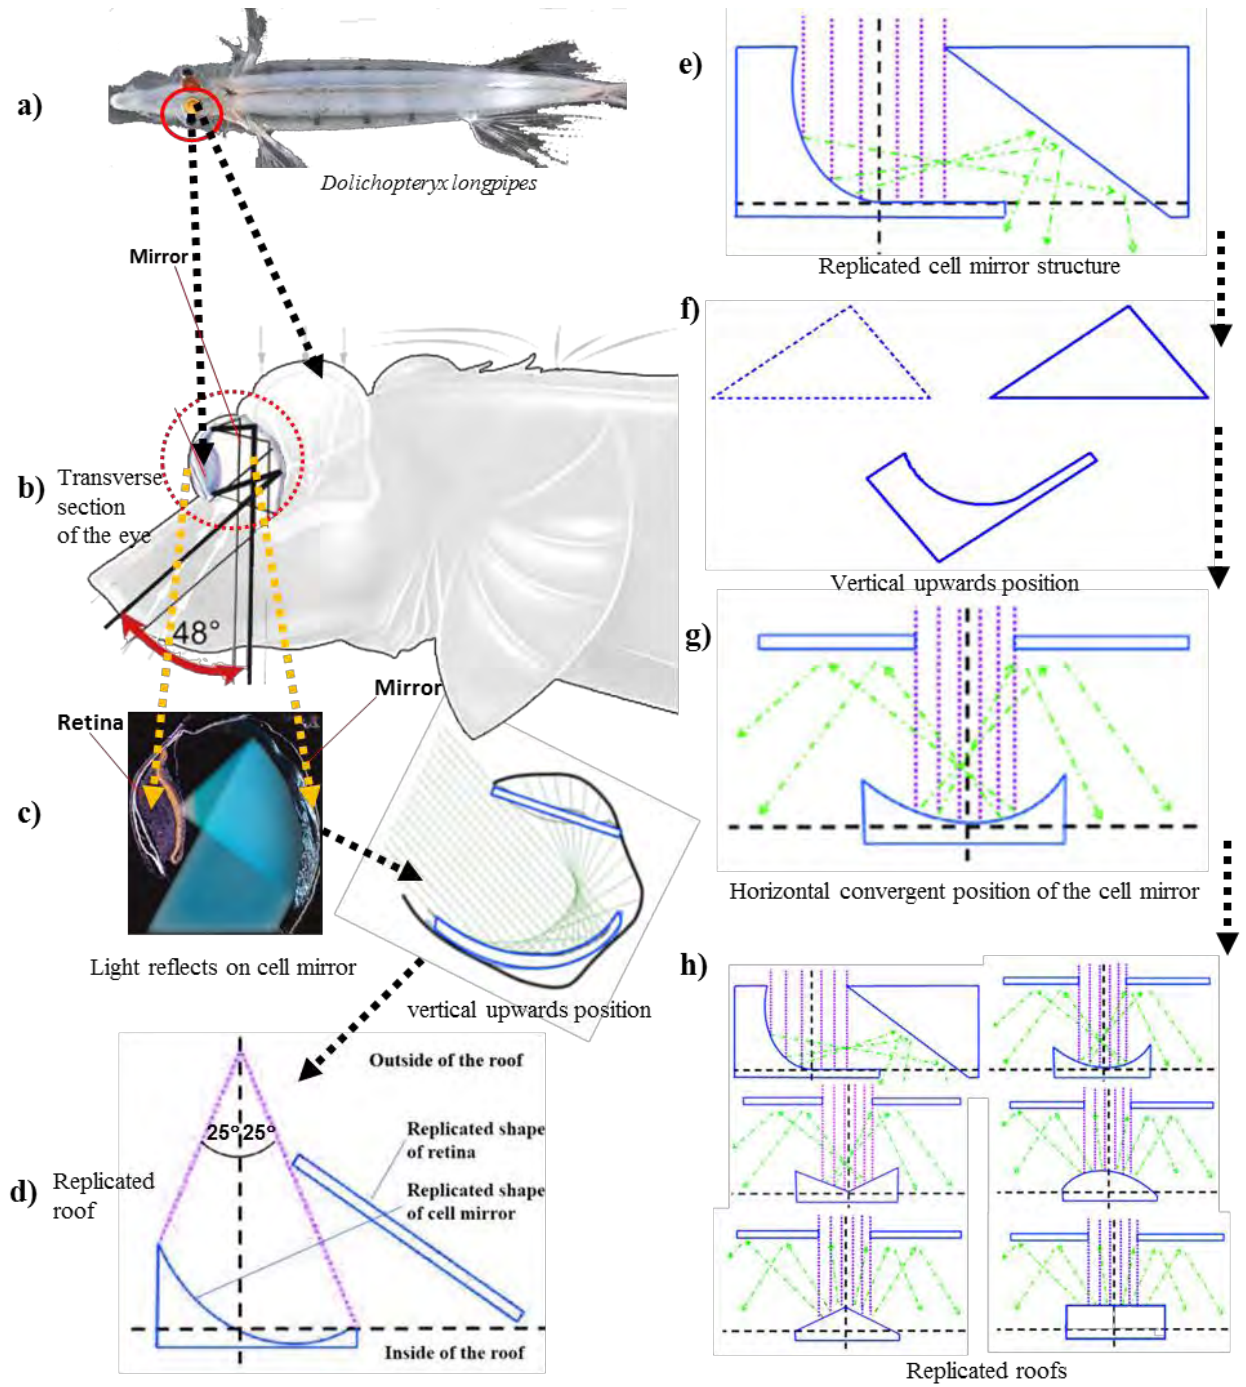 a)
Dolichopteryx longpipes
Mirror
b)
Transverse
section
of the eye
48°
Mirror
Retina
c)
Light reflects on cell mirror
vertical upwards position
d)
Replicated
roof
Outside of the roof
25° 25°
Replicated shape
of retina
Replicated shape
of cell mirror
Inside of the roof
e)
Replicated cell mirror structure
f)
Vertical upwards position
g)
Horizontal convergent position of the cell mirror
h)
Replicated roofs